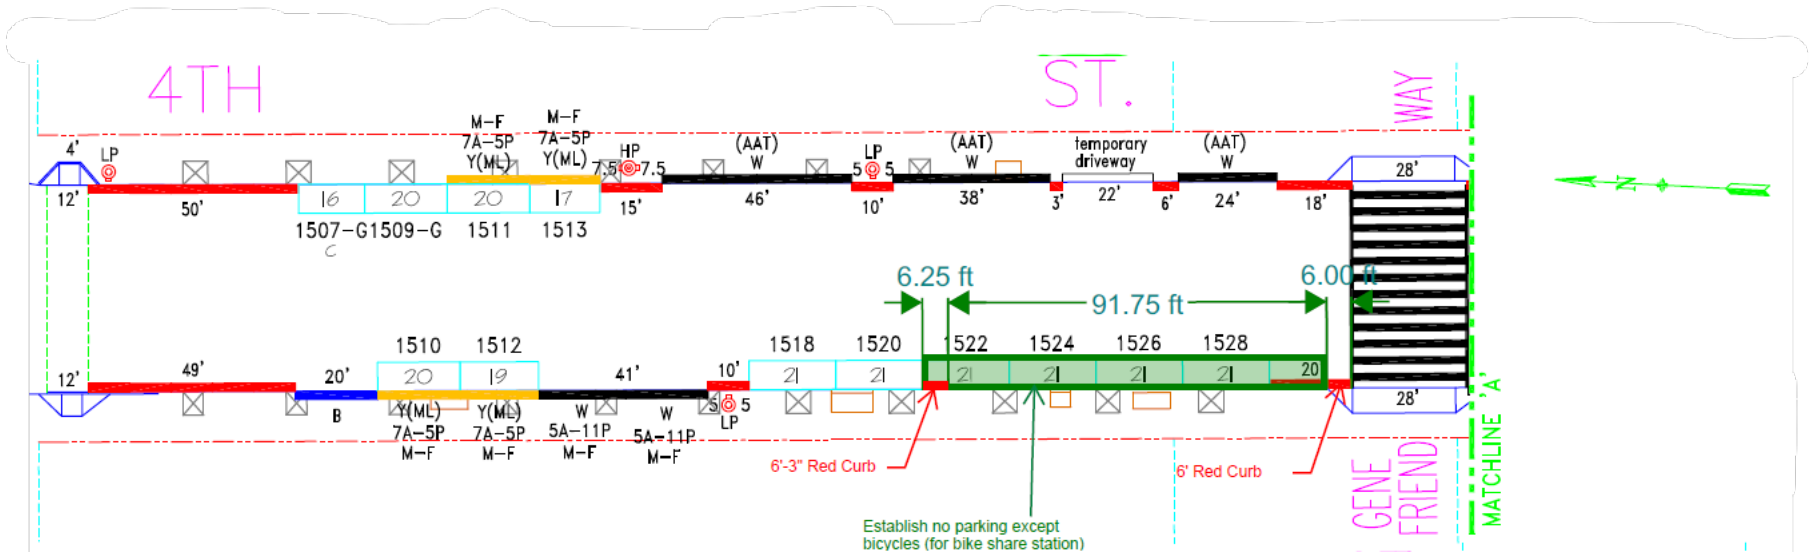 4TH
ST.
WAY
M-F
7A-5P
Y(ML)
M-F
7A-5P
Y(ML)
HP
7.5
7.5
(AAT)
W
LP
5
5
(AAT)
W
temporary
driveway
(AAT)
W
4'
LP
28'
12'
50'
16
20
20
17
15'
46'
10'
38'
3'
22'
6'
24'
18'
N
1507-G
1509-G
1511
1513
C
6.25 ft
91.75 ft
6.00 ft
1510
1512
1518
1520
1522
1524
1526
1528
12'
49'
20'
20
19
41'
10'
21
21
21
21
21
21
20
28'
B
Y(ML)
7A-5P
M-F
Y(ML)
7A-5P
M-F
W
5A-11P
M-F
W
5A-11P
M-F
5
5
LP
6'-3" Red Curb
6' Red Curb
Establish no parking except
bicycles (for bike share station)
GENE
FRIEND
MATCHLINE 'A'